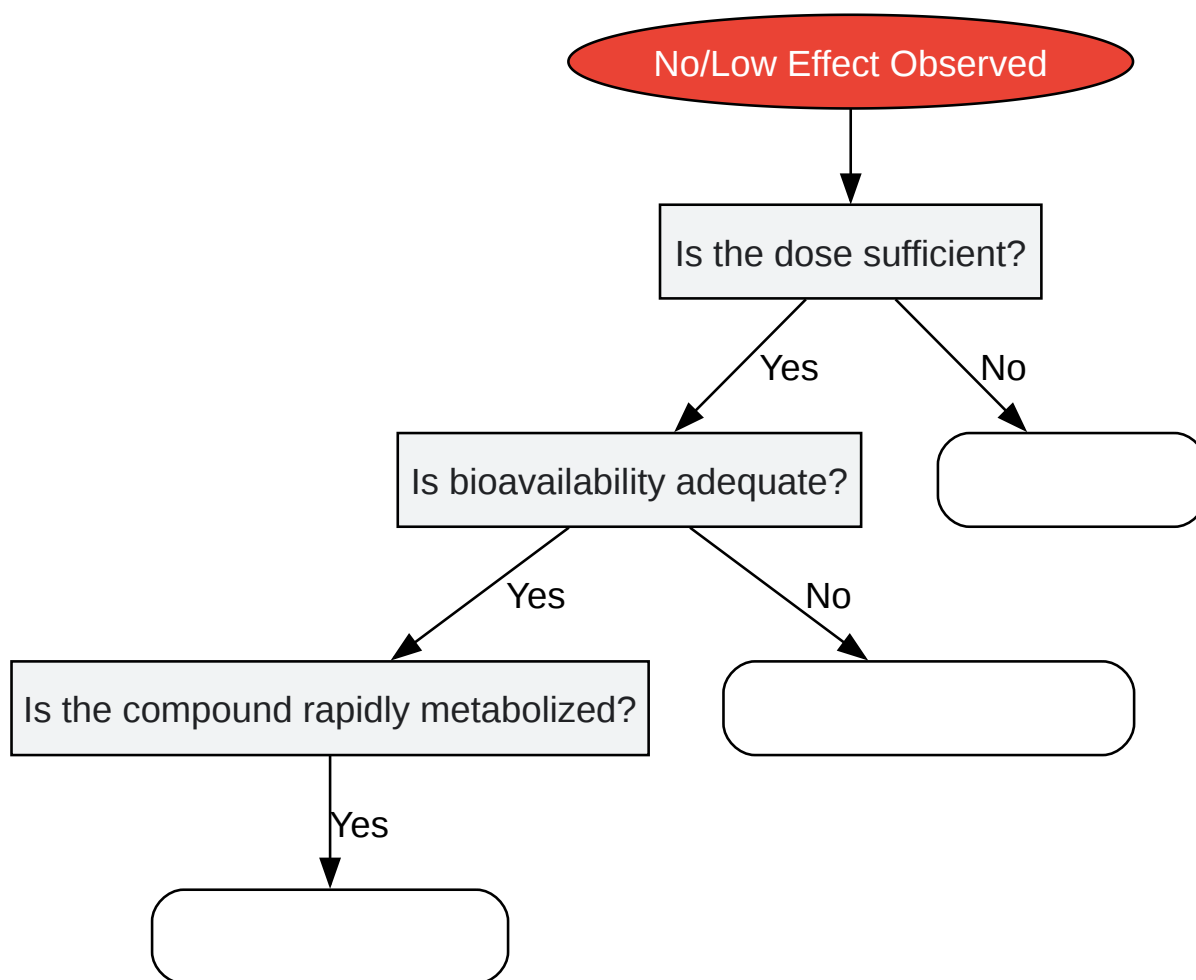 No/Low Effect Observed
Is the dose sufficient?
Yes
No
Is bioavailability adequate?
Yes
No
Is the compound rapidly metabolized?
Yes